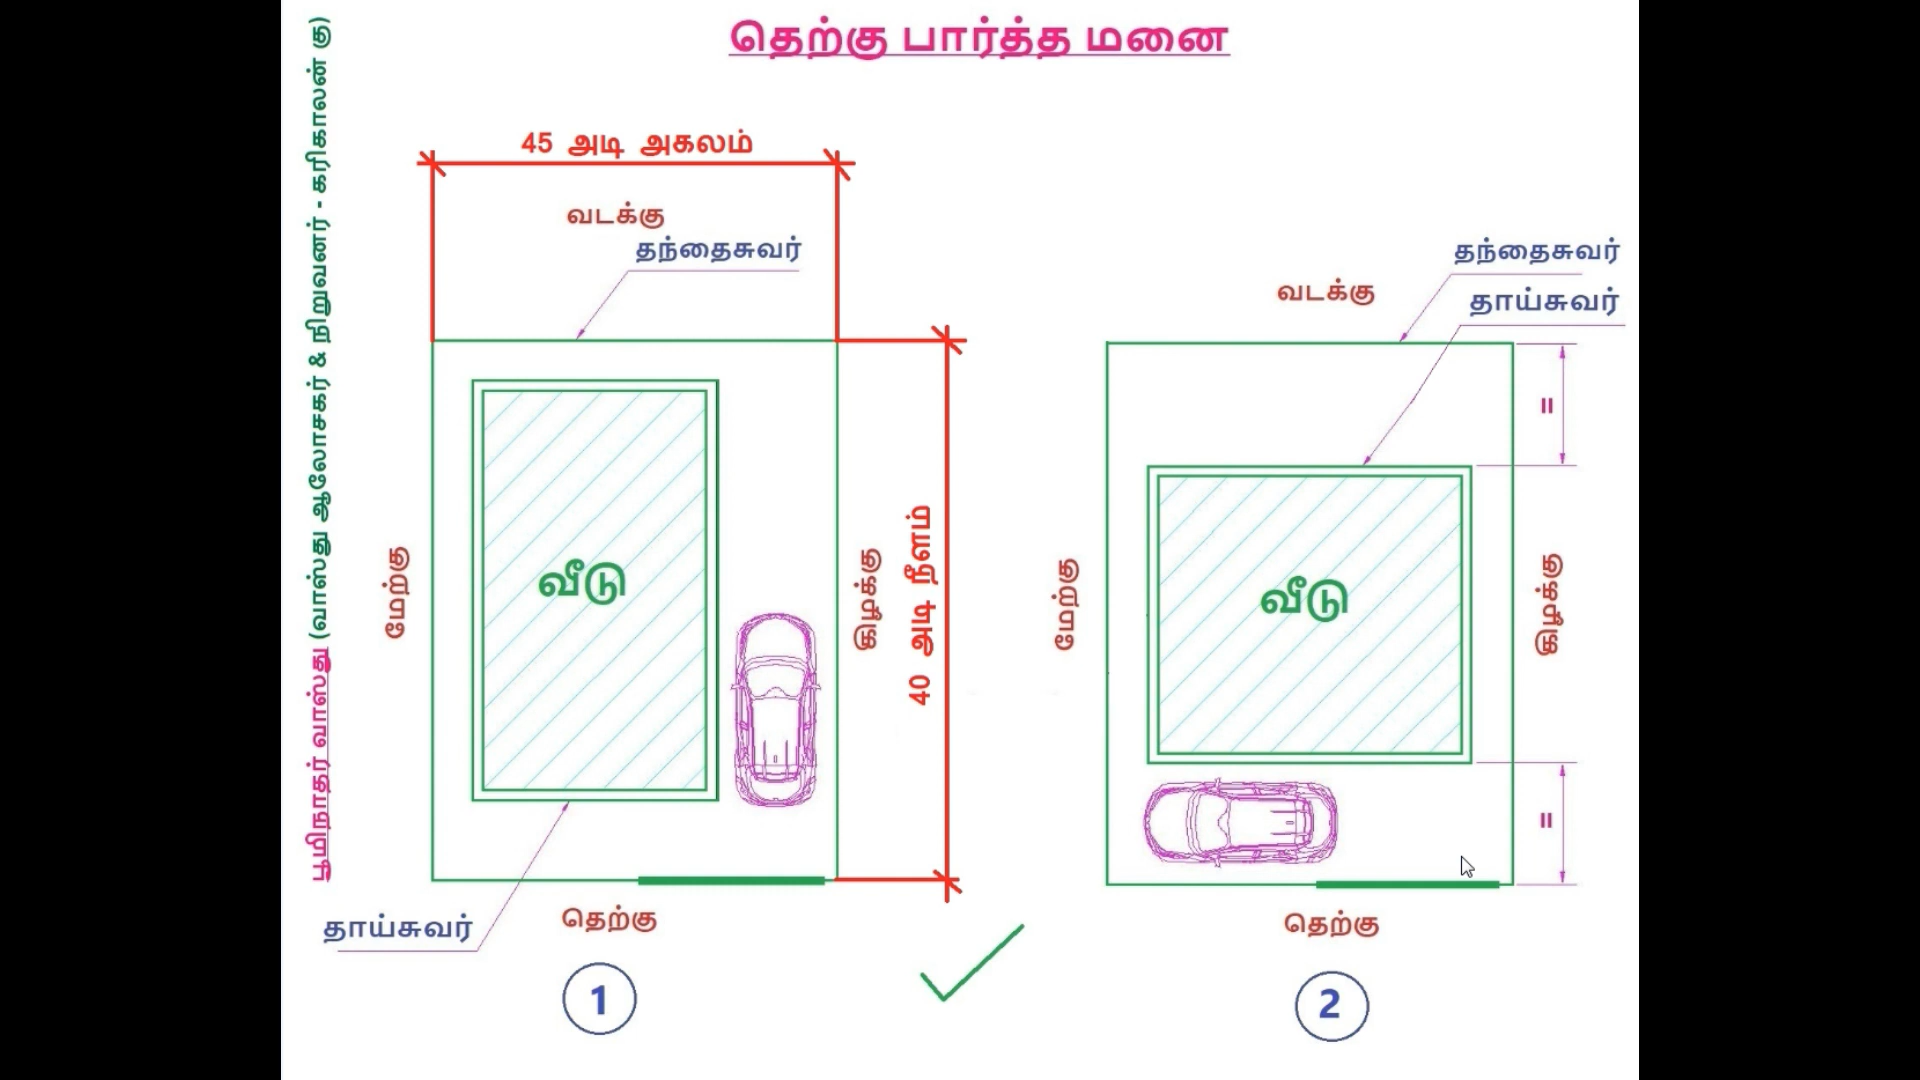 தெற்கு பார்த்த மனை
பூமிநாதர் வாஸ்து (வாஸ்து ஆலோசகர் & நிறுவனர் - கரிகாலன் கு)
45 அடி அகலம்
வடக்கு
தந்தைசுவர்
மேற்கு
வீடு
கிழக்கு
40 அடி நீளம்
தாய்சுவர்
தெற்கு
1
தந்தைசுவர்
வடக்கு
தாய்சுவர்
=
மேற்கு
வீடு
கிழக்கு
=
தெற்கு
2